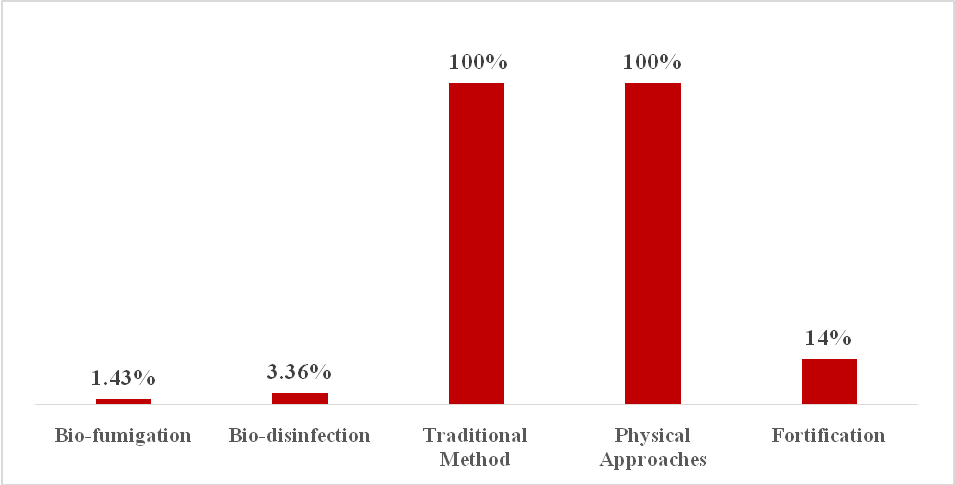 100%
100%
14%
3.36%
1.43%
Bio-fumigation
Bio-disinfection
Traditional
Method
Physical
Approaches
Fortification